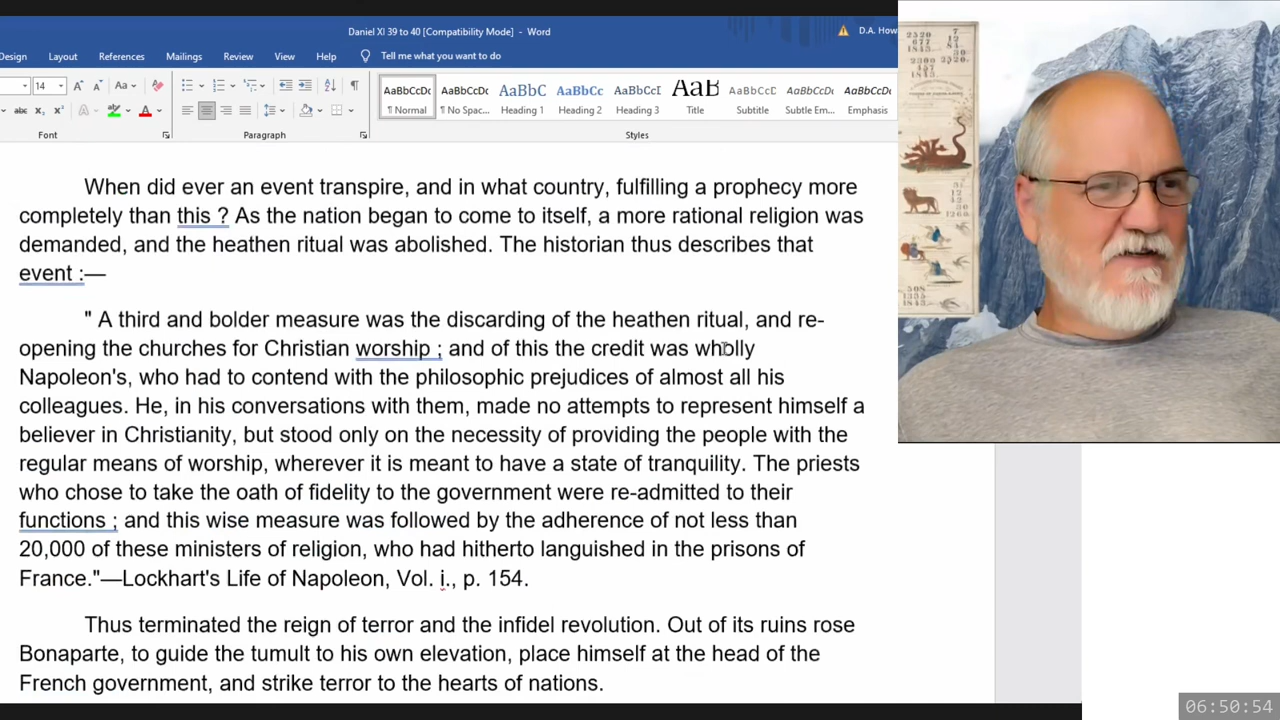 Daniel XI 39 to 40 [Compatibility Mode] - Word
D.A. How
Design Layout References Mailings Review View Help Tell me what you want to do
14 Aa
AaBbCcDc AaBbCcDc AaBbC AaBbCc AaBbCcI AaB AaBbCcD AaBbCcDc AaBbCcDc
¶ Normal ¶ No Spac... Heading 1 Heading 2 Heading 3 Title Subtitle Subtle Em... Emphasis
Font Paragraph Styles
When did ever an event transpire, and in what country, fulfilling a prophecy more
completely than this ? As the nation began to come to itself, a more rational religion was
demanded, and the heathen ritual was abolished. The historian thus describes that
event :—
" A third and bolder measure was the discarding of the heathen ritual, and re-
opening the churches for Christian worship ; and of this the credit was wholly
Napoleon's, who had to contend with the philosophic prejudices of almost all his
colleagues. He, in his conversations with them, made no attempts to represent himself a
believer in Christianity, but stood only on the necessity of providing the people with the
regular means of worship, wherever it is meant to have a state of tranquility. The priests
who chose to take the oath of fidelity to the government were re-admitted to their
functions ; and this wise measure was followed by the adherence of not less than
20,000 of these ministers of religion, who had hitherto languished in the prisons of
France."—Lockhart's Life of Napoleon, Vol. i., p. 154.
Thus terminated the reign of terror and the infidel revolution. Out of its ruins rose
Bonaparte, to guide the tumult to his own elevation, place himself at the head of the
French government, and strike terror to the hearts of nations.
2520
677
1843
2300
457
1843
06:50:54